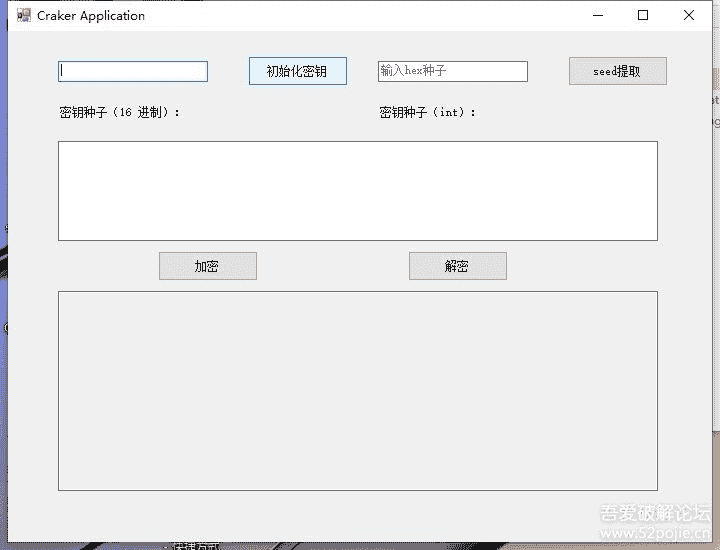 Craker Application
初始化密钥
输入hex种子
seed提取
密钥种子（16 进制）：
密钥种子（int）：
加密
解密
吾爱破解论坛
www.52pojie.cn